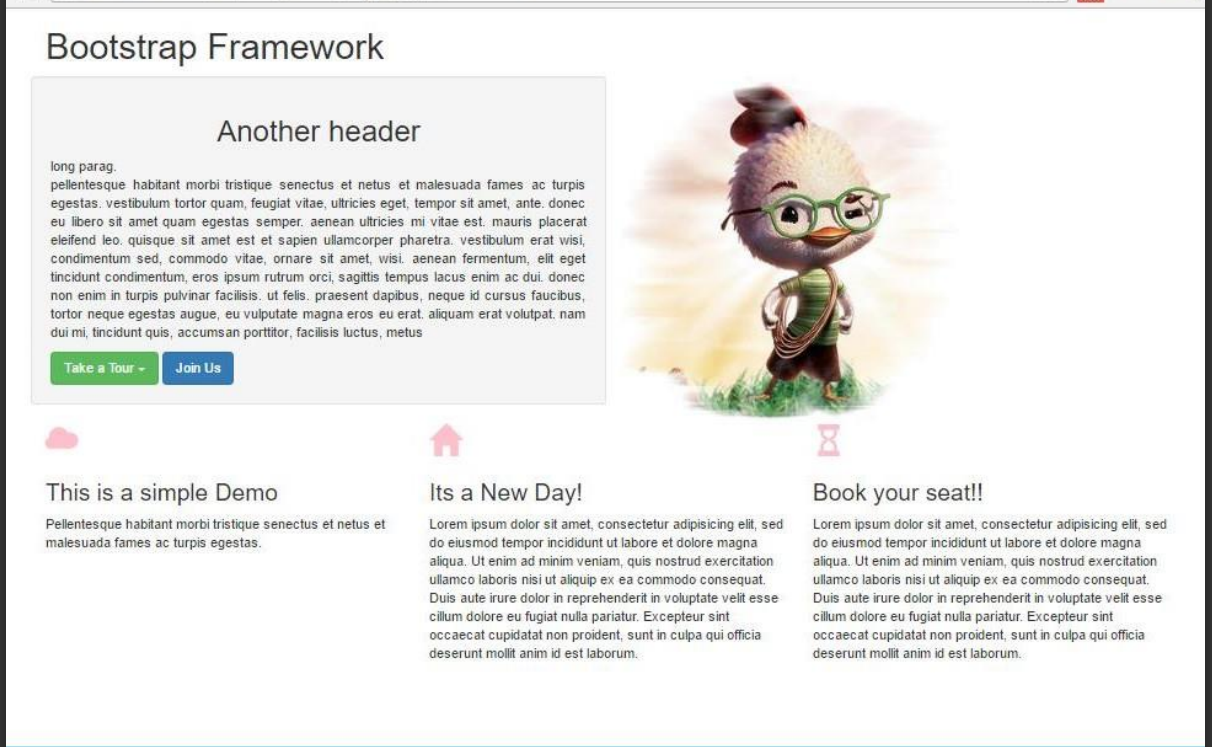 Bootstrap Framework
Another header
long parag.
pellentesque habitant morbi tristique senectus et netus et malesuada fames ac turpis
egestas. vestibulum tortor quam, feugiat vitae, ultricies eget, tempor sit amet, ante. donec
eu libero sit amet quam egestas semper. aenean ultricies mi vitae est. mauris placerat
eleifend leo. quisque sit amet est et sapien ullamcorper pharetra. vestibulum erat wisi,
condimentum sed, commodo vitae, ornare sit amet, wisi. aenean fermentum, elit eget
tincidunt condimentum, eros ipsum rutrum orci, sagittis tempus lacus enim ac dui. donec
non enim in turpis pulvinar facilisis. ut felis. praesent dapibus, neque id cursus faucibus,
tortor neque egestas augue, eu vulputate magna eros eu erat. aliquam erat volutpat. nam
dui mi, tincidunt quis, accumsan porttitor, facilisis luctus, metus
Take a Tour
Join Us
This is a simple Demo
Pellentesque habitant morbi tristique senectus et netus et
malesuada fames ac turpis egestas.
Its a New Day!
Lorem ipsum dolor sit amet, consectetur adipisicing elit, sed
do eiusmod tempor incididunt ut labore et dolore magna
aliqua. Ut enim ad minim veniam, quis nostrud exercitation
ullamco laboris nisi ut aliquip ex ea commodo consequat.
Duis aute irure dolor in reprehenderit in voluptate velit esse
cillum dolore eu fugiat nulla pariatur. Excepteur sint
occaecat cupidatat non proident, sunt in culpa qui officia
deserunt mollit anim id est laborum.
Book your seat!!
Lorem ipsum dolor sit amet, consectetur adipisicing elit, sed
do eiusmod tempor incididunt ut labore et dolore magna
aliqua. Ut enim ad minim veniam, quis nostrud exercitation
ullamco laboris nisi ut aliquip ex ea commodo consequat.
Duis aute irure dolor in reprehenderit in voluptate velit esse
cillum dolore eu fugiat nulla pariatur. Excepteur sint
occaecat cupidatat non proident, sunt in culpa qui officia
deserunt mollit anim id est laborum.